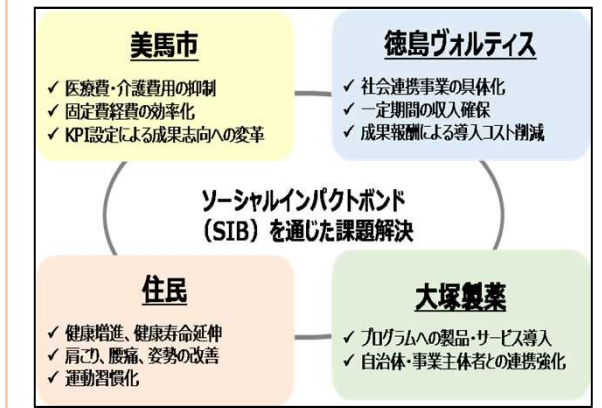 美馬市
✓ 医療費・介護費用の抑制
✓ 固定費経費の効率化
✓ KPI設定による成果志向への変革
徳島ヴォルティス
✓ 社会連携事業の具体化
✓ 一定期間の収入確保
✓ 成果報酬による導入コスト削減
ソーシャルインパクトボンド
（SIB）を通じた課題解決
住民
✓ 健康増進、健康寿命延伸
✓ 肩こり、腰痛、姿勢の改善
✓ 運動習慣化
大塚製薬
✓ プログラムへの製品・サービス導入
✓ 自治体・事業主体者との連携強化